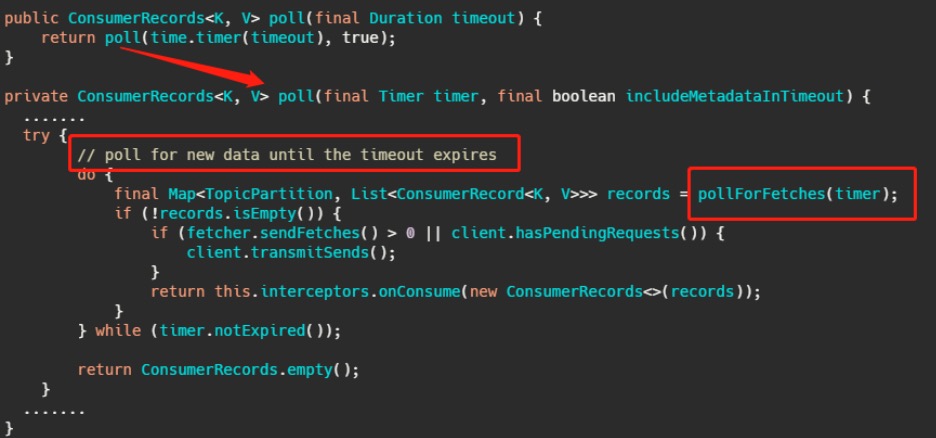 public ConsumerRecords<K, V> poll(final Duration timeout) {
    return poll(time.timer(timeout), true);
}
private ConsumerRecords<K, V> poll(final Timer timer, final boolean includeMetadataInTimeout) {
  .......
  try {
        // poll for new data until the timeout expires
        do {
            final Map<TopicPartition, List<ConsumerRecord<K, V>>> records = pollForFetches(timer);
            if (!records.isEmpty()) {
                if (fetcher.sendFetches() > 0 || client.hasPendingRequests()) {
                    client.transmitSends();
                }
                return this.interceptors.onConsume(new ConsumerRecords<>(records));
            }
        } while (timer.notExpired());
        return ConsumerRecords.empty();
    }
  .......
}